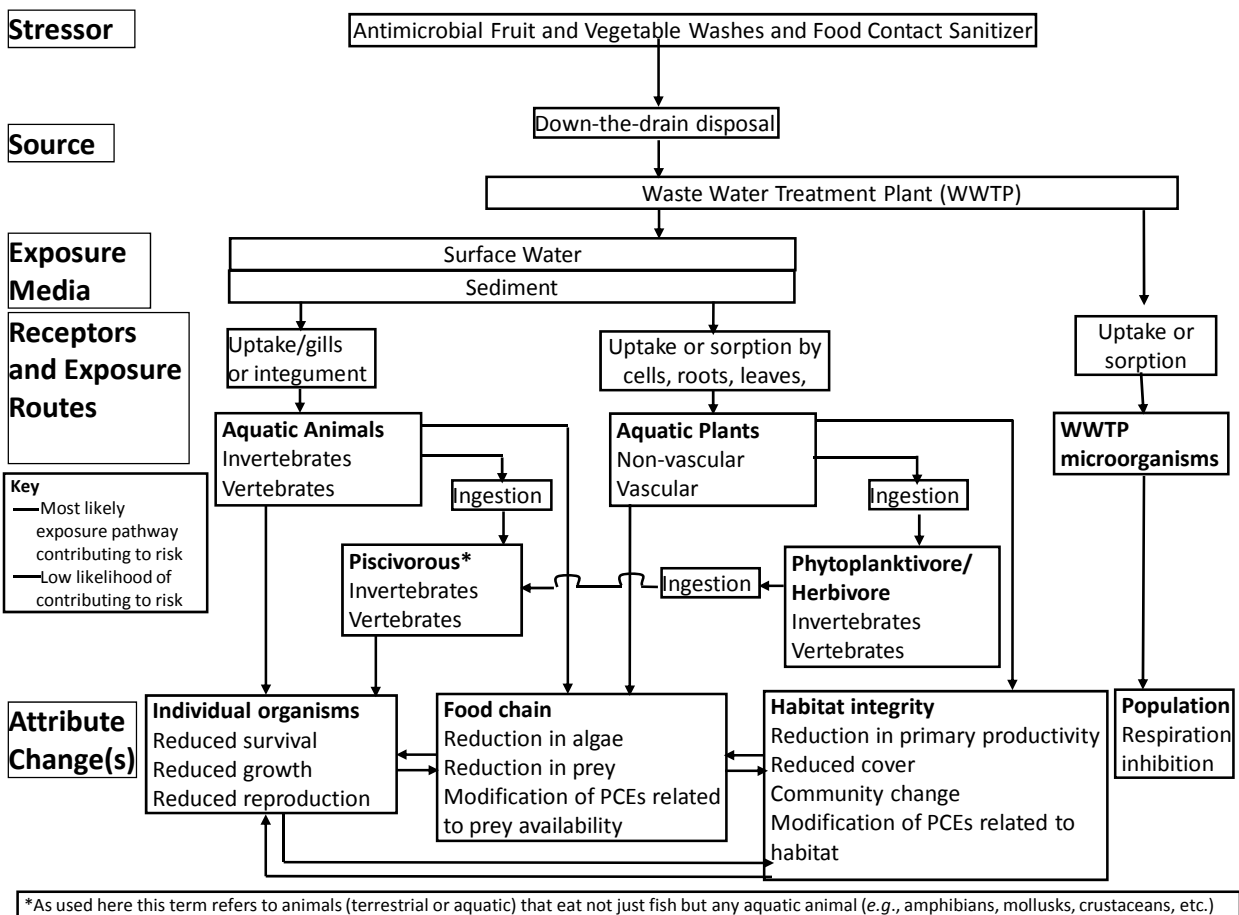 Stressor
Antimicrobial Fruit and Vegetable Washes and Food Contact Sanitizer
Source
Down-the-drain disposal
Waste Water Treatment Plant (WWTP)
Exposure
Media
Surface Water
Sediment
Receptors
and Exposure
Routes
Uptake/gills
or integument
Uptake or sorption by
cells, roots, leaves,
Uptake or
sorption
Aquatic Animals
Invertebrates
Vertebrates
Aquatic Plants
Non-vascular
Vascular
WWTP
microorganisms
Key
Most likely
exposure pathway
contributing to risk
Low likelihood of
contributing to risk
Ingestion
Ingestion
Piscivorous*
Invertebrates
Vertebrates
Ingestion
Phytoplanktivore/
Herbivore
Invertebrates
Vertebrates
Attribute
Change(s)
Individual organisms
Reduced survival
Reduced growth
Reduced reproduction
Food chain
Reduction in algae
Reduction in prey
Modification of PCEs related
to prey availability
Habitat integrity
Reduction in primary productivity
Reduced cover
Community change
Modification of PCEs related to
habitat
Population
Respiration
inhibition
*As used here this term refers to animals (terrestrial or aquatic) that eat not just fish but any aquatic animal (e.g., amphibians, mollusks, crustaceans, etc.)